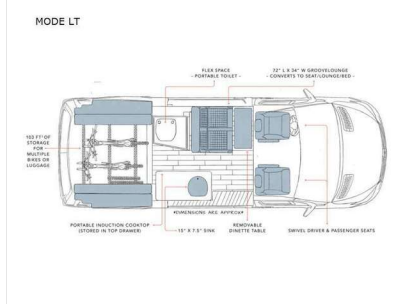 MODE LT
FLEX SPACE
- PORTABLE TOILET -
72" L X 34" W GROOVELOUNGE
- CONVERTS TO SEAT/LOUNGE/BED -
FT³ OF
STORAGE
FOR
MULTIPLE
BIKES OR
LUGGAGE
*DIMENSIONS ARE APPROX*
PORTABLE INDUCTION COOKTOP
(STORED IN TOP DRAWER)
15" X 7.5" SINK
REMOVABLE
DINETTE TABLE
SWIVEL DRIVER & PASSENGER SEATS